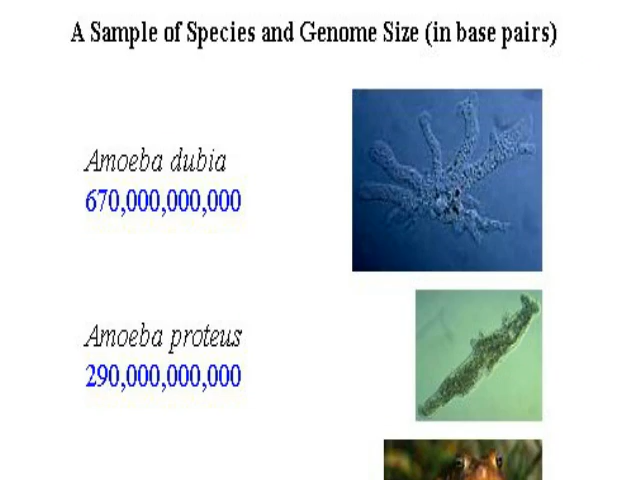 A Sample of Species and Genome Size (in base pairs)
Amoeba dubia
670,000,000,000
Amoeba proteus
290,000,000,000